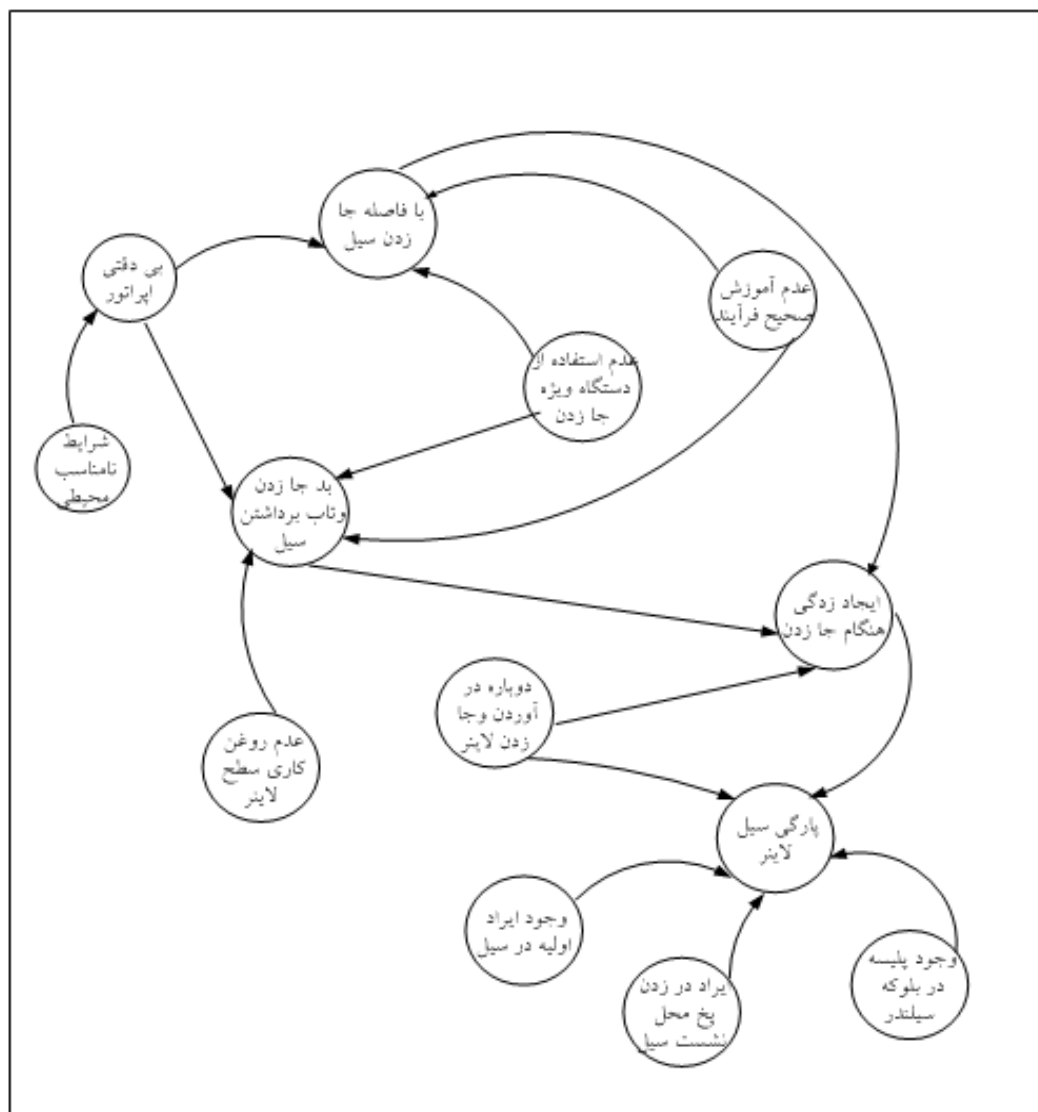 با فاصله جا
زدن سیل
بی دقتی
اپراتور
عدم آموزش
صحیح فرآیند
عدم استفاده از
دستگاه ویژه
جا زدن
شرایط
نامناسب
محیطی
بد جا زدن
وتاب برداشتن
سیل
ایجاد زدگی
هنگام جا زدن
دوباره در
آوردن وجا
زدن لاینر
عدم روغن
کاری سطح
لاینر
پارگی سیل
لاینر
وجود ایراد
اولیه در سیل
وجود پلیسه
در بلوکه
سیلندر
یراد در زدن
پخ محل
نشست سیل